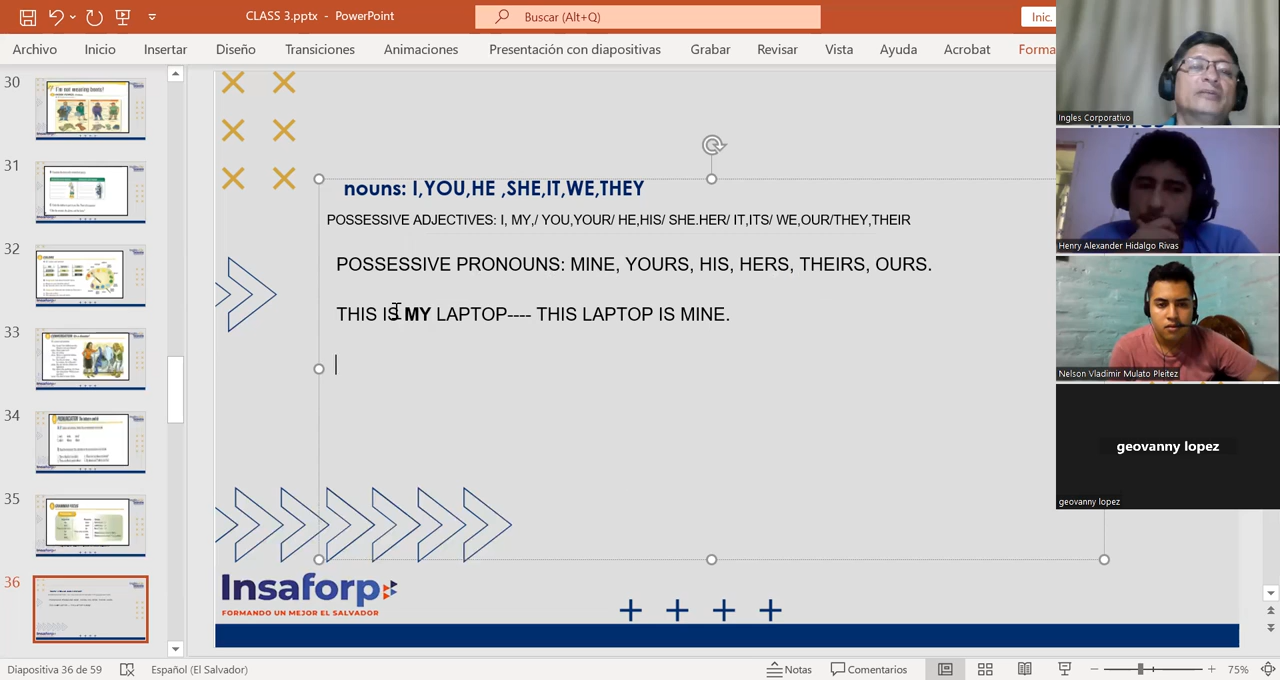 CLASS 3.pptx - PowerPoint
Buscar (Alt+Q)
Inic.
Archivo Inicio Insertar Diseño Transiciones Animaciones Presentación con diapositivas Grabar Revisar Vista Ayuda Acrobat Forma
30
31
32
33
34
35
36
nouns: I,YOU,HE ,SHE,IT,WE,THEY
POSSESSIVE ADJECTIVES: I, MY,/ YOU,YOUR/ HE,HIS/ SHE.HER/ IT,ITS/ WE,OUR/THEY,THEIR
POSSESSIVE PRONOUNS: MINE, YOURS, HIS, HERS, THEIRS, OURS.
THIS IS MY LAPTOP---- THIS LAPTOP IS MINE.
Insaforp
FORMANDO UN MEJOR EL SALVADOR
Ingles Corporativo
Henry Alexander Hidalgo Rivas
Nelson Vladimir Mulato Pleitez
geovanny lopez
geovanny lopez
Diapositiva 36 de 59 Español (El Salvador) Notas Comentarios 75%